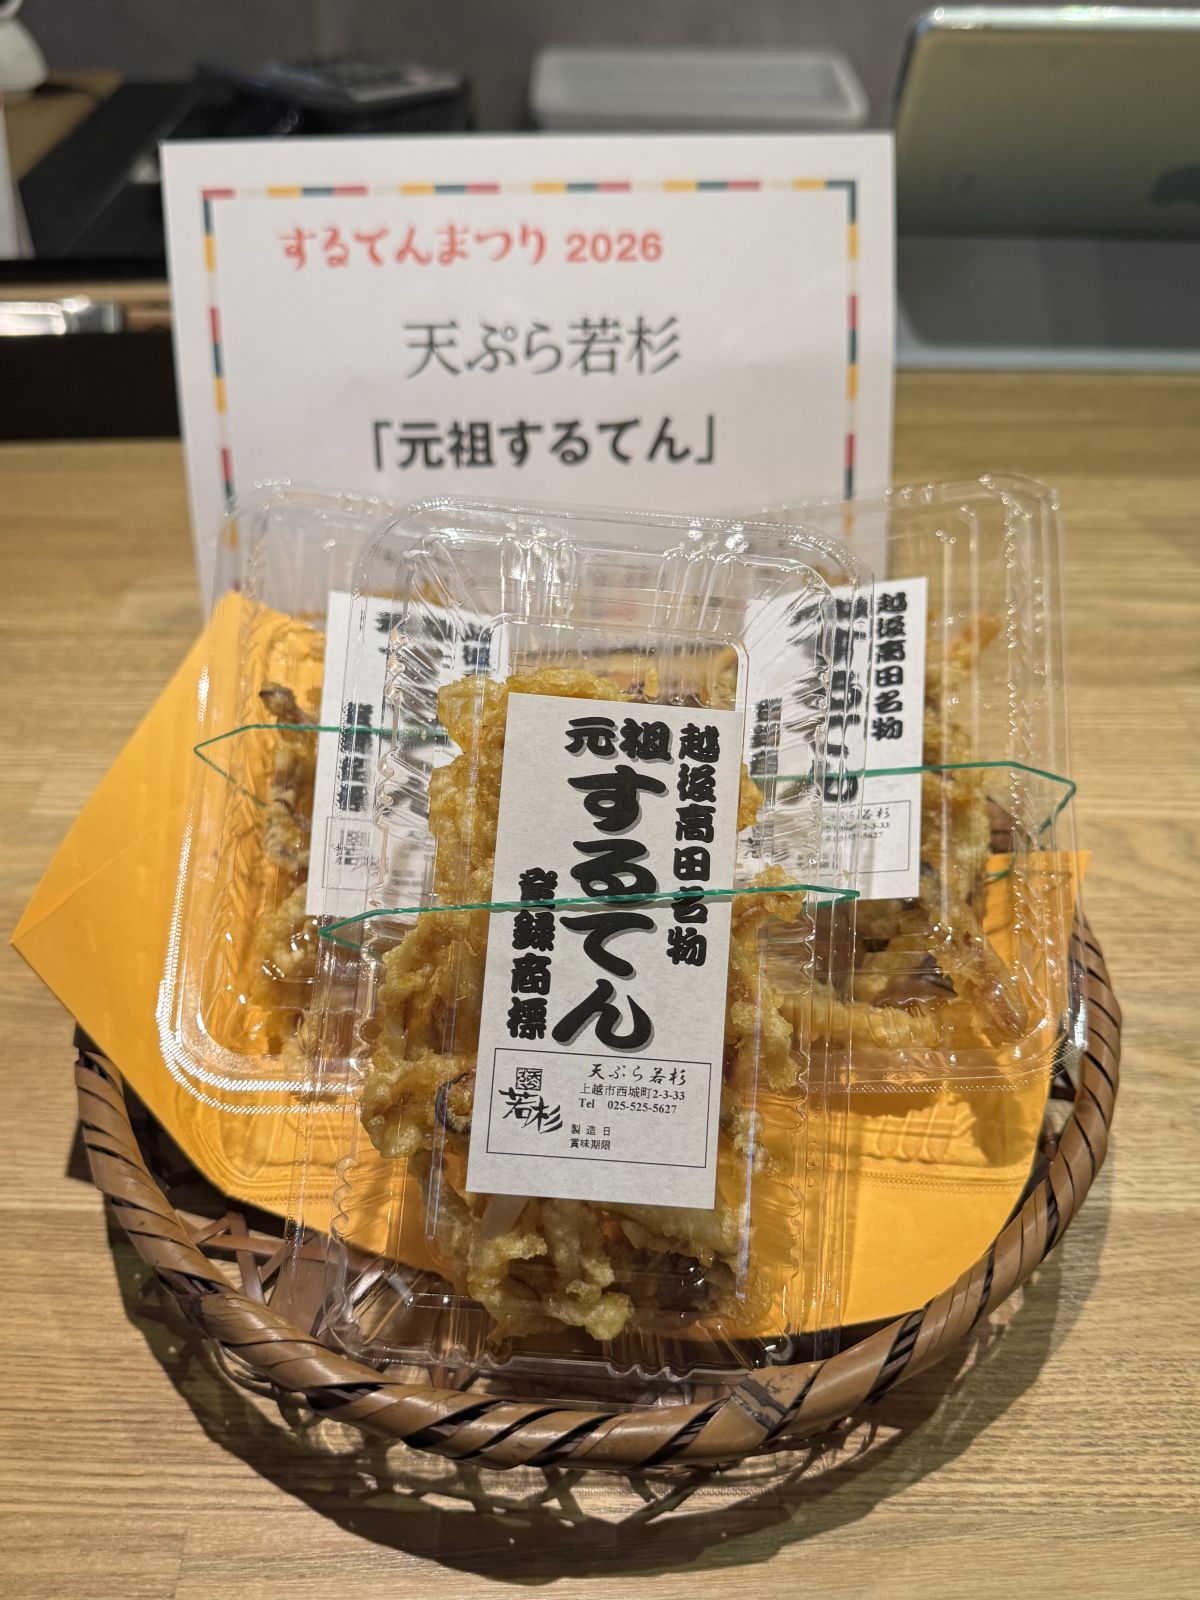 するてんまつり 2026
天ぷら若杉
「元祖するてん」
越後高田名物
元祖
するてん
登録商標
天ぷら若杉
上越市西城町2-3-33
Tel 025-525-5627
製造日
賞味期限
若杉
越後高田名物